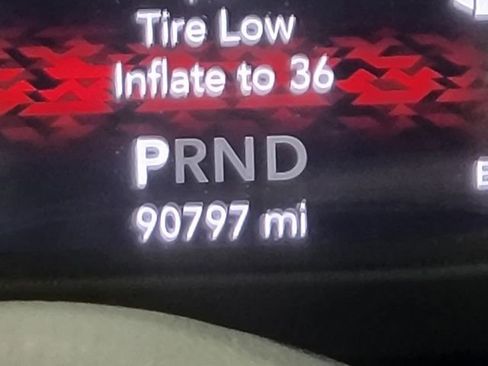 Tire Low
Inflate to 36
PRND
90797 mi